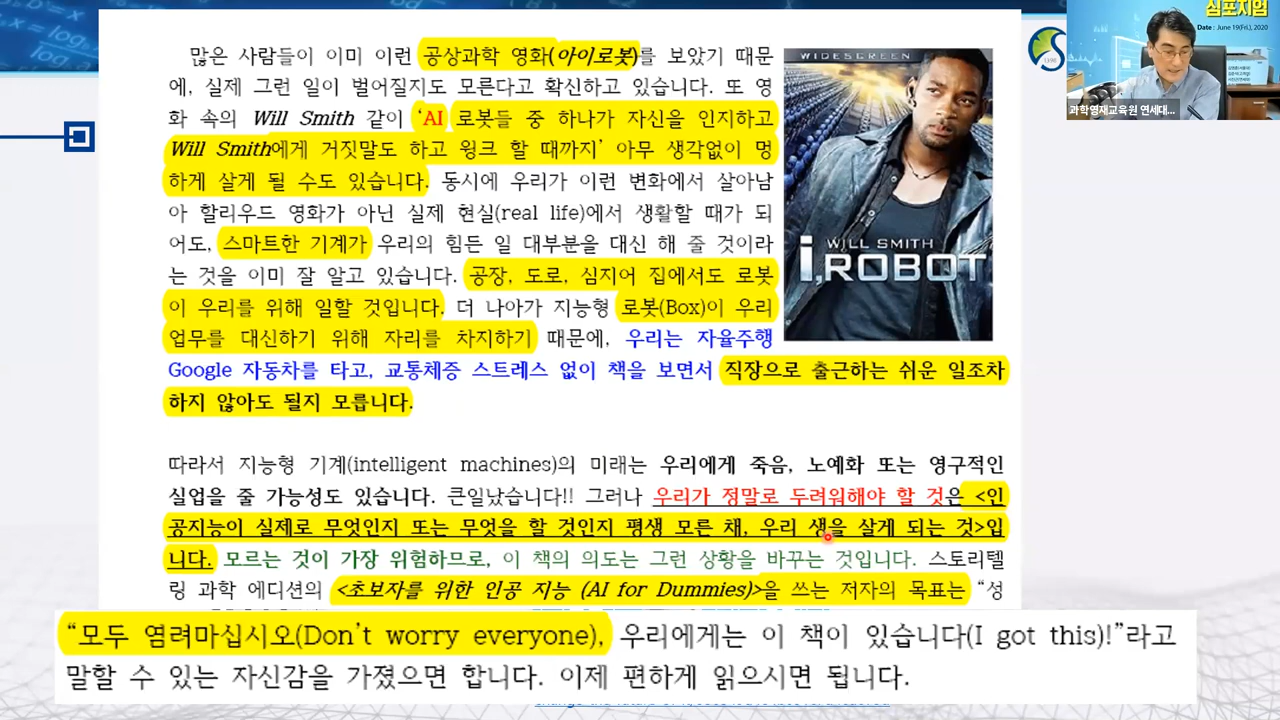 심포지엄
Date : June 19(Fri.), 2020
과학영재교육원 연세대...
많은 사람들이 이미 이런 공상과학 영화(아이로봇)를 보았기 때문
에, 실제 그런 일이 벌어질지도 모른다고 확신하고 있습니다. 또 영
화 속의 Will Smith 같이 ‘AI 로봇들 중 하나가 자신을 인지하고
Will Smith에게 거짓말도 하고 윙크 할 때까지’ 아무 생각없이 멍
하게 살게 될 수도 있습니다. 동시에 우리가 이런 변화에서 살아남
아 할리우드 영화가 아닌 실제 현실(real life)에서 생활할 때가 되
어도, 스마트한 기계가 우리의 힘든 일 대부분을 대신 해 줄 것이라
는 것을 이미 잘 알고 있습니다. 공장, 도로, 심지어 집에서도 로봇
이 우리를 위해 일할 것입니다. 더 나아가 지능형 로봇(Box)이 우리
업무를 대신하기 위해 자리를 차지하기 때문에, 우리는 자율주행
Google 자동차를 타고, 교통체증 스트레스 없이 책을 보면서 직장으로 출근하는 쉬운 일조차
하지 않아도 될지 모릅니다.
WIDESCREEN
WILL SMITH
i, ROBOT
따라서 지능형 기계(intelligent machines)의 미래는 우리에게 죽음, 노예화 또는 영구적인
실업을 줄 가능성도 있습니다. 큰일났습니다!! 그러나 우리가 정말로 두려워해야 할 것은 <인
공지능이 실제로 무엇인지 또는 무엇을 할 것인지 평생 모른 채, 우리 생을 살게 되는 것>입
니다. 모르는 것이 가장 위험하므로, 이 책의 의도는 그런 상황을 바꾸는 것입니다. 스토리텔
링 과학 에디션의 <초보자를 위한 인공 지능 (AI for Dummies)>을 쓰는 저자의 목표는 “성
“모두 염려마십시오(Don’t worry everyone), 우리에게는 이 책이 있습니다(I got this)!”라고
말할 수 있는 자신감을 가졌으면 합니다. 이제 편하게 읽으시면 됩니다.